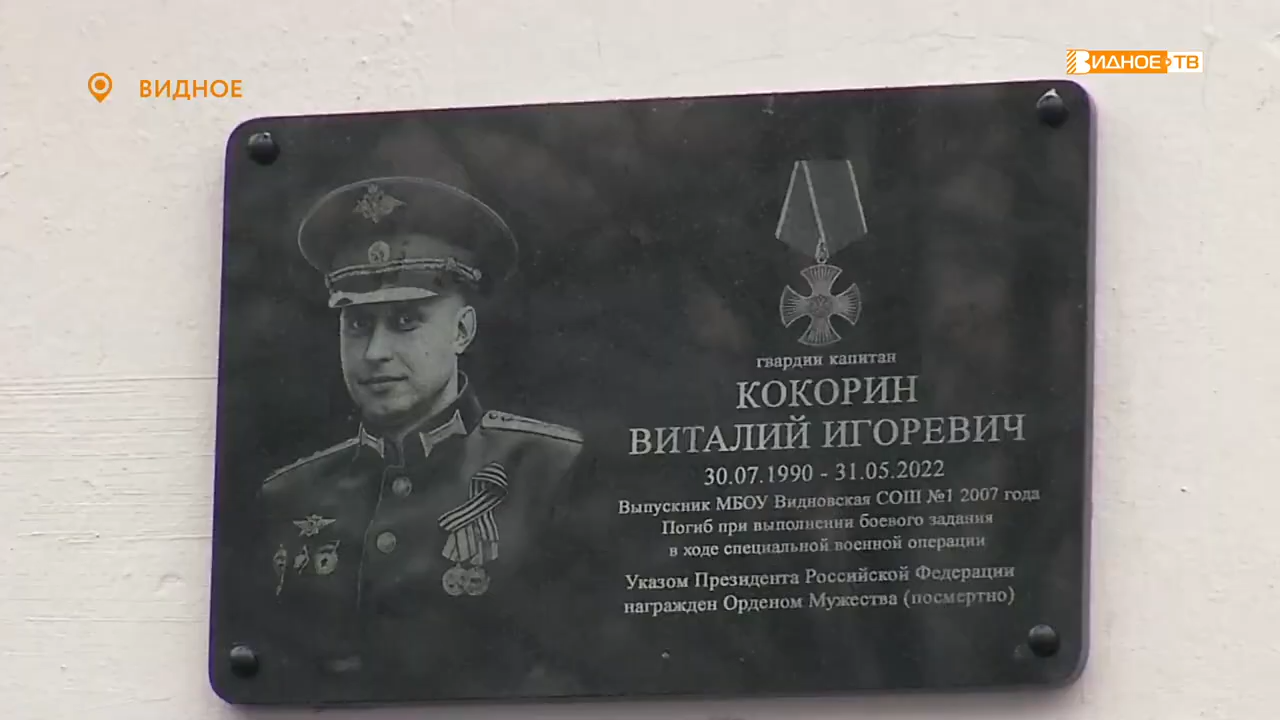 ВИДНОЕ
ВИДНОЕ ТВ
гвардии капитан
КОКОРИН
ВИТАЛИЙ ИГОРЕВИЧ
30.07.1990 - 31.05.2022
Выпускник МБОУ Видновская СОШ №1 2007 года
Погиб при выполнении боевого задания
в ходе специальной военной операции
Указом Президента Российской Федерации
награжден Орденом Мужества (посмертно)